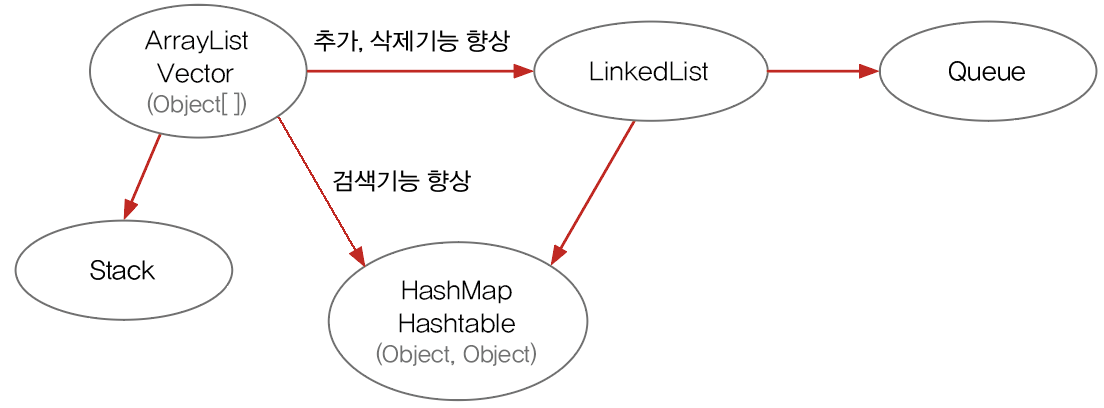 ArrayList
Vector
(Object[ ])
추가, 삭제기능 향상
LinkedList
Queue
검색기능 향상
Stack
HashMap
Hashtable
(Object, Object)